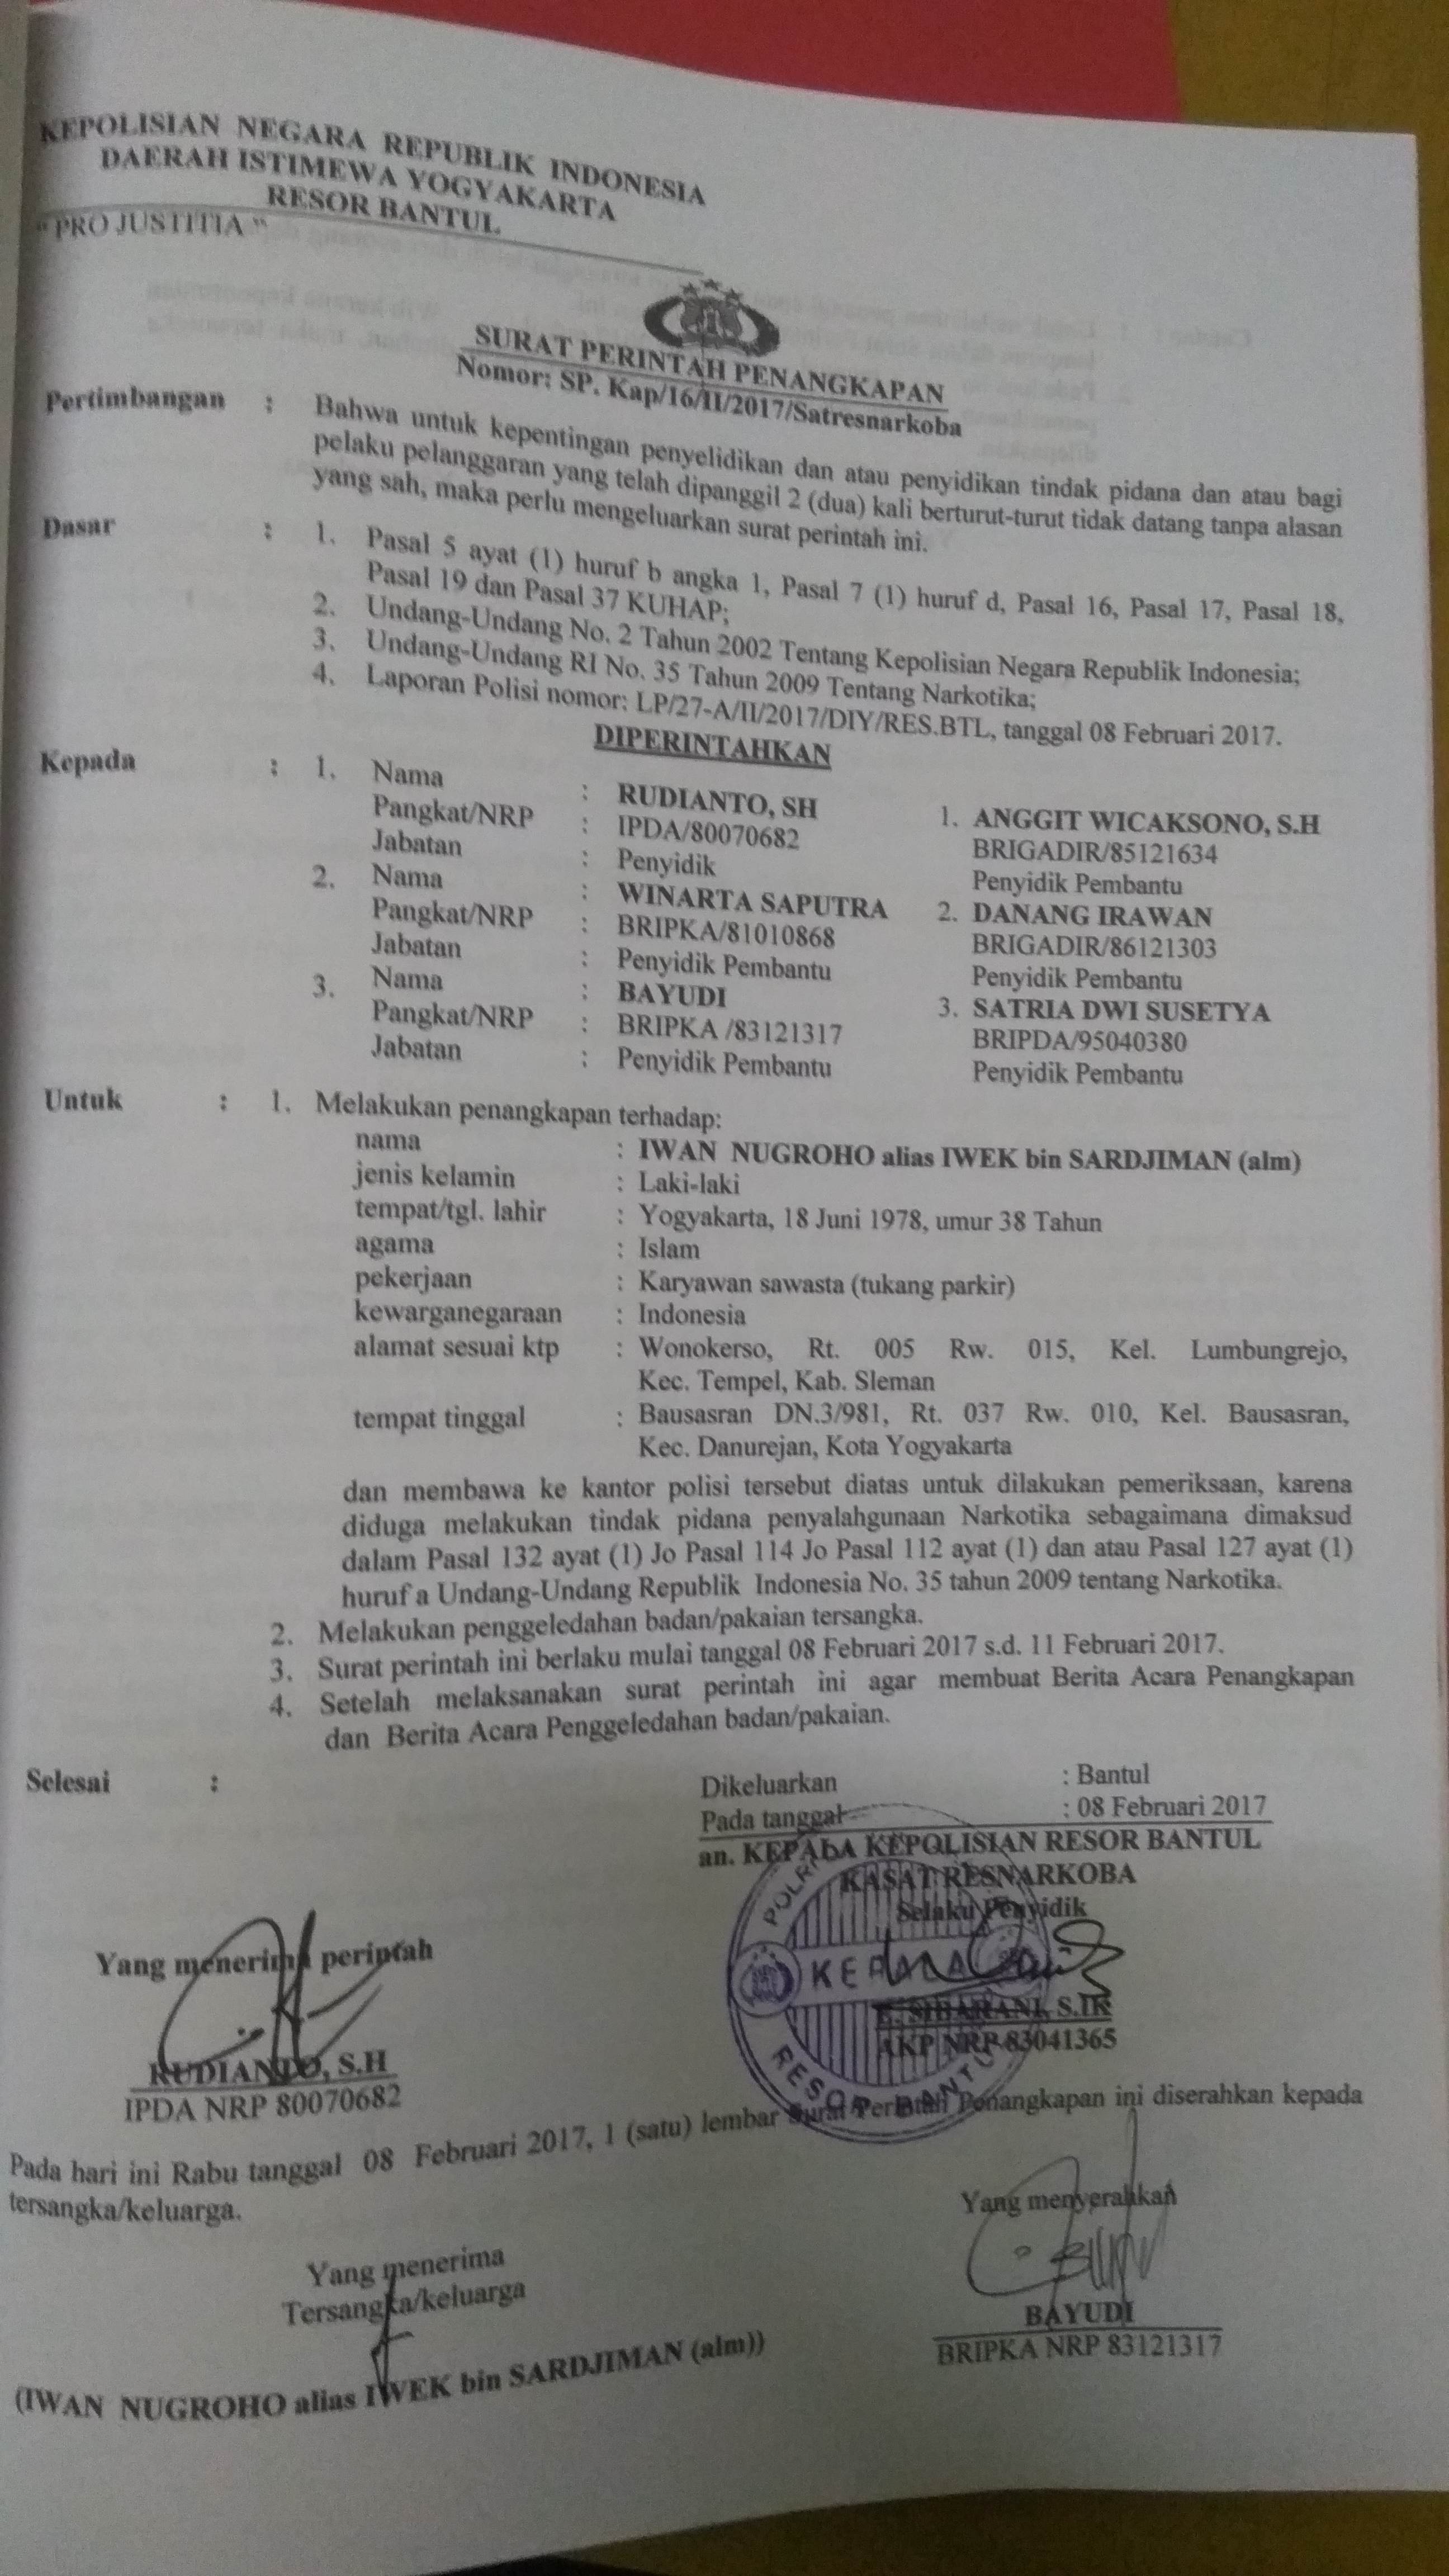 KEPOLISIAN NEGARA REPUBLIK INDONESIA
DAERAH ISTIMEWA YOGYAKARTA
RESOR BANTUL
" PRO JUSTITIA "
SURAT PERINTAH PENANGKAPAN
Nomor: SP. Kap/16/II/2017/Satresnarkoba
Pertimbangan : Bahwa untuk kepentingan penyelidikan dan atau penyidikan tindak pidana dan atau bagi
pelaku pelanggaran yang telah dipanggil 2 (dua) kali berturut-turut tidak datang tanpa alasan
yang sah, maka perlu mengeluarkan surat perintah ini.
Dasar : 1. Pasal 5 ayat (1) huruf b angka 1, Pasal 7 (1) huruf d, Pasal 16, Pasal 17, Pasal 18,
Pasal 19 dan Pasal 37 KUHAP;
2. Undang-Undang No. 2 Tahun 2002 Tentang Kepolisian Negara Republik Indonesia;
3. Undang-Undang RI No. 35 Tahun 2009 Tentang Narkotika;
4. Laporan Polisi nomor: LP/27-A/II/2017/DIY/RES.BTL, tanggal 08 Februari 2017.
DIPERINTAHKAN
Kepada : 1. Nama : RUDIANTO, SH 1. ANGGIT WICAKSONO, S.H
Pangkat/NRP : IPDA/80070682 BRIGADIR/85121634
Jabatan : Penyidik Penyidik Pembantu
2. Nama : WINARTA SAPUTRA 2. DANANG IRAWAN
Pangkat/NRP : BRIPKA/81010868 BRIGADIR/86121303
Jabatan : Penyidik Pembantu Penyidik Pembantu
3. Nama : BAYUDI 3. SATRIA DWI SUSETYA
Pangkat/NRP : BRIPKA /83121317 BRIPDA/95040380
Jabatan : Penyidik Pembantu Penyidik Pembantu
Untuk : 1. Melakukan penangkapan terhadap:
nama : IWAN NUGROHO alias IWEK bin SARDJIMAN (alm)
jenis kelamin : Laki-laki
tempat/tgl. lahir : Yogyakarta, 18 Juni 1978, umur 38 Tahun
agama : Islam
pekerjaan : Karyawan sawasta (tukang parkir)
kewarganegaraan : Indonesia
alamat sesuai ktp : Wonokerso, Rt. 005 Rw. 015, Kel. Lumbungrejo,
Kec. Tempel, Kab. Sleman
tempat tinggal : Bausasran DN.3/981, Rt. 037 Rw. 010, Kel. Bausasran,
Kec. Danurejan, Kota Yogyakarta
dan membawa ke kantor polisi tersebut diatas untuk dilakukan pemeriksaan, karena
diduga melakukan tindak pidana penyalahgunaan Narkotika sebagaimana dimaksud
dalam Pasal 132 ayat (1) Jo Pasal 114 Jo Pasal 112 ayat (1) dan atau Pasal 127 ayat (1)
huruf a Undang-Undang Republik Indonesia No. 35 tahun 2009 tentang Narkotika.
2. Melakukan penggeledahan badan/pakaian tersangka.
3. Surat perintah ini berlaku mulai tanggal 08 Februari 2017 s.d. 11 Februari 2017.
4. Setelah melaksanakan surat perintah ini agar membuat Berita Acara Penangkapan
dan Berita Acara Penggeledahan badan/pakaian.
Selesai :
Dikeluarkan : Bantul
Pada tanggal : 08 Februari 2017
an. KEPALA KEPOLISIAN RESOR BANTUL
KASAT RESNARKOBA
Selaku Penyidik
POLRI
KEPALA
RESOR BANTUL
S.IK
AKP NRP 83041365
Yang menerima perintah
RUDIANTO, S.H
IPDA NRP 80070682
Pada hari ini Rabu tanggal 08 Februari 2017, 1 (satu) lembar Surat Perintah Penangkapan ini diserahkan kepada
tersangka/keluarga.
Yang menerima
Tersangka/keluarga
(IWAN NUGROHO alias IWEK bin SARDJIMAN (alm))
Yang menyerahkan
BAYUDI
BRIPKA NRP 83121317